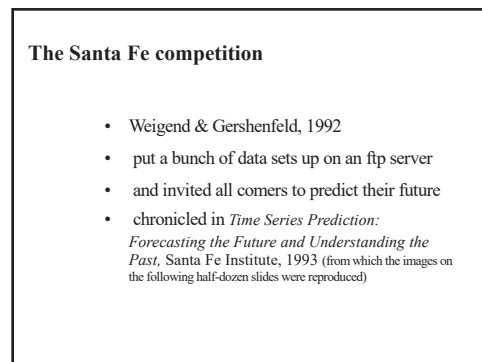 The Santa Fe competition
• Weigend & Gershenfeld, 1992
• put a bunch of data sets up on an ftp server
• and invited all comers to predict their future
• chronicled in Time Series Prediction:
Forecasting the Future and Understanding the
Past, Santa Fe Institute, 1993 (from which the images on
the following half-dozen slides were reproduced)